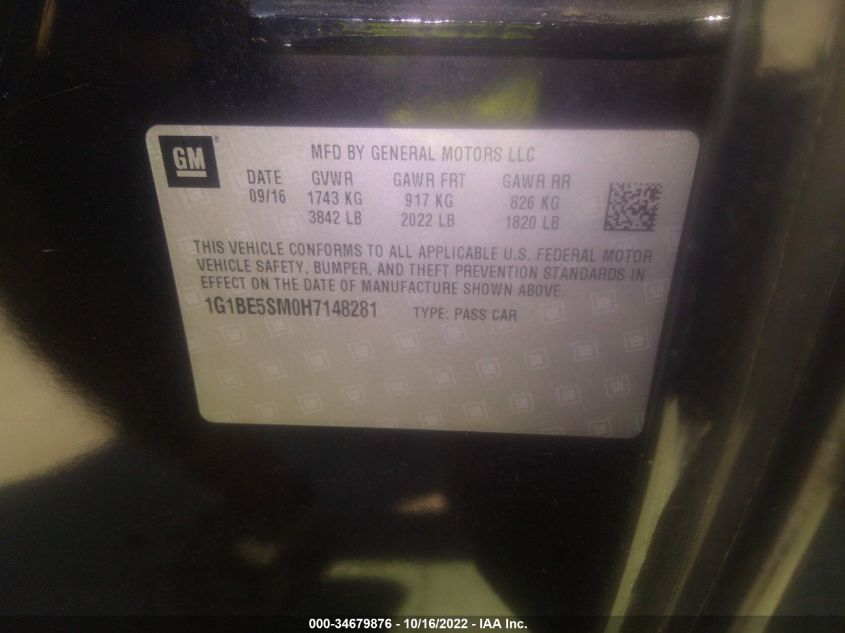 GM ®
MFD BY GENERAL MOTORS LLC
DATE GVWR GAWR FRT GAWR RR
09/16 1743 KG 917 KG 826 KG
3842 LB 2022 LB 1820 LB
THIS VEHICLE CONFORMS TO ALL APPLICABLE U.S. FEDERAL MOTOR
VEHICLE SAFETY, BUMPER, AND THEFT PREVENTION STANDARDS IN
EFFECT ON THE DATE OF MANUFACTURE SHOWN ABOVE.
1G1BE5SM0H7148281 TYPE: PASS CAR
000-34679876 - 10/16/2022 - IAA Inc.